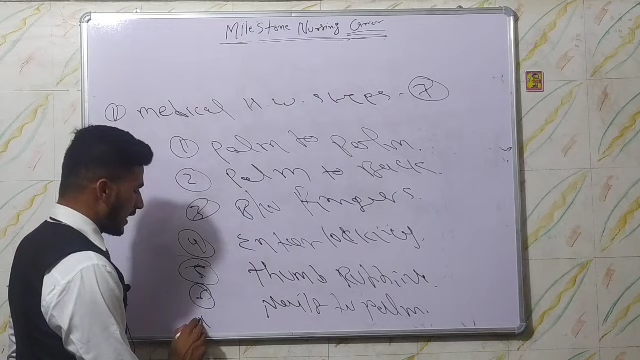 Milestone Nursing Career
① medical H.W. steps. ⑦
① palm to palm.
② palm to Back
③ B/w fingers.
④ Enter locking.
⑤ thumb Rubbing.
⑥ Nails to palm.